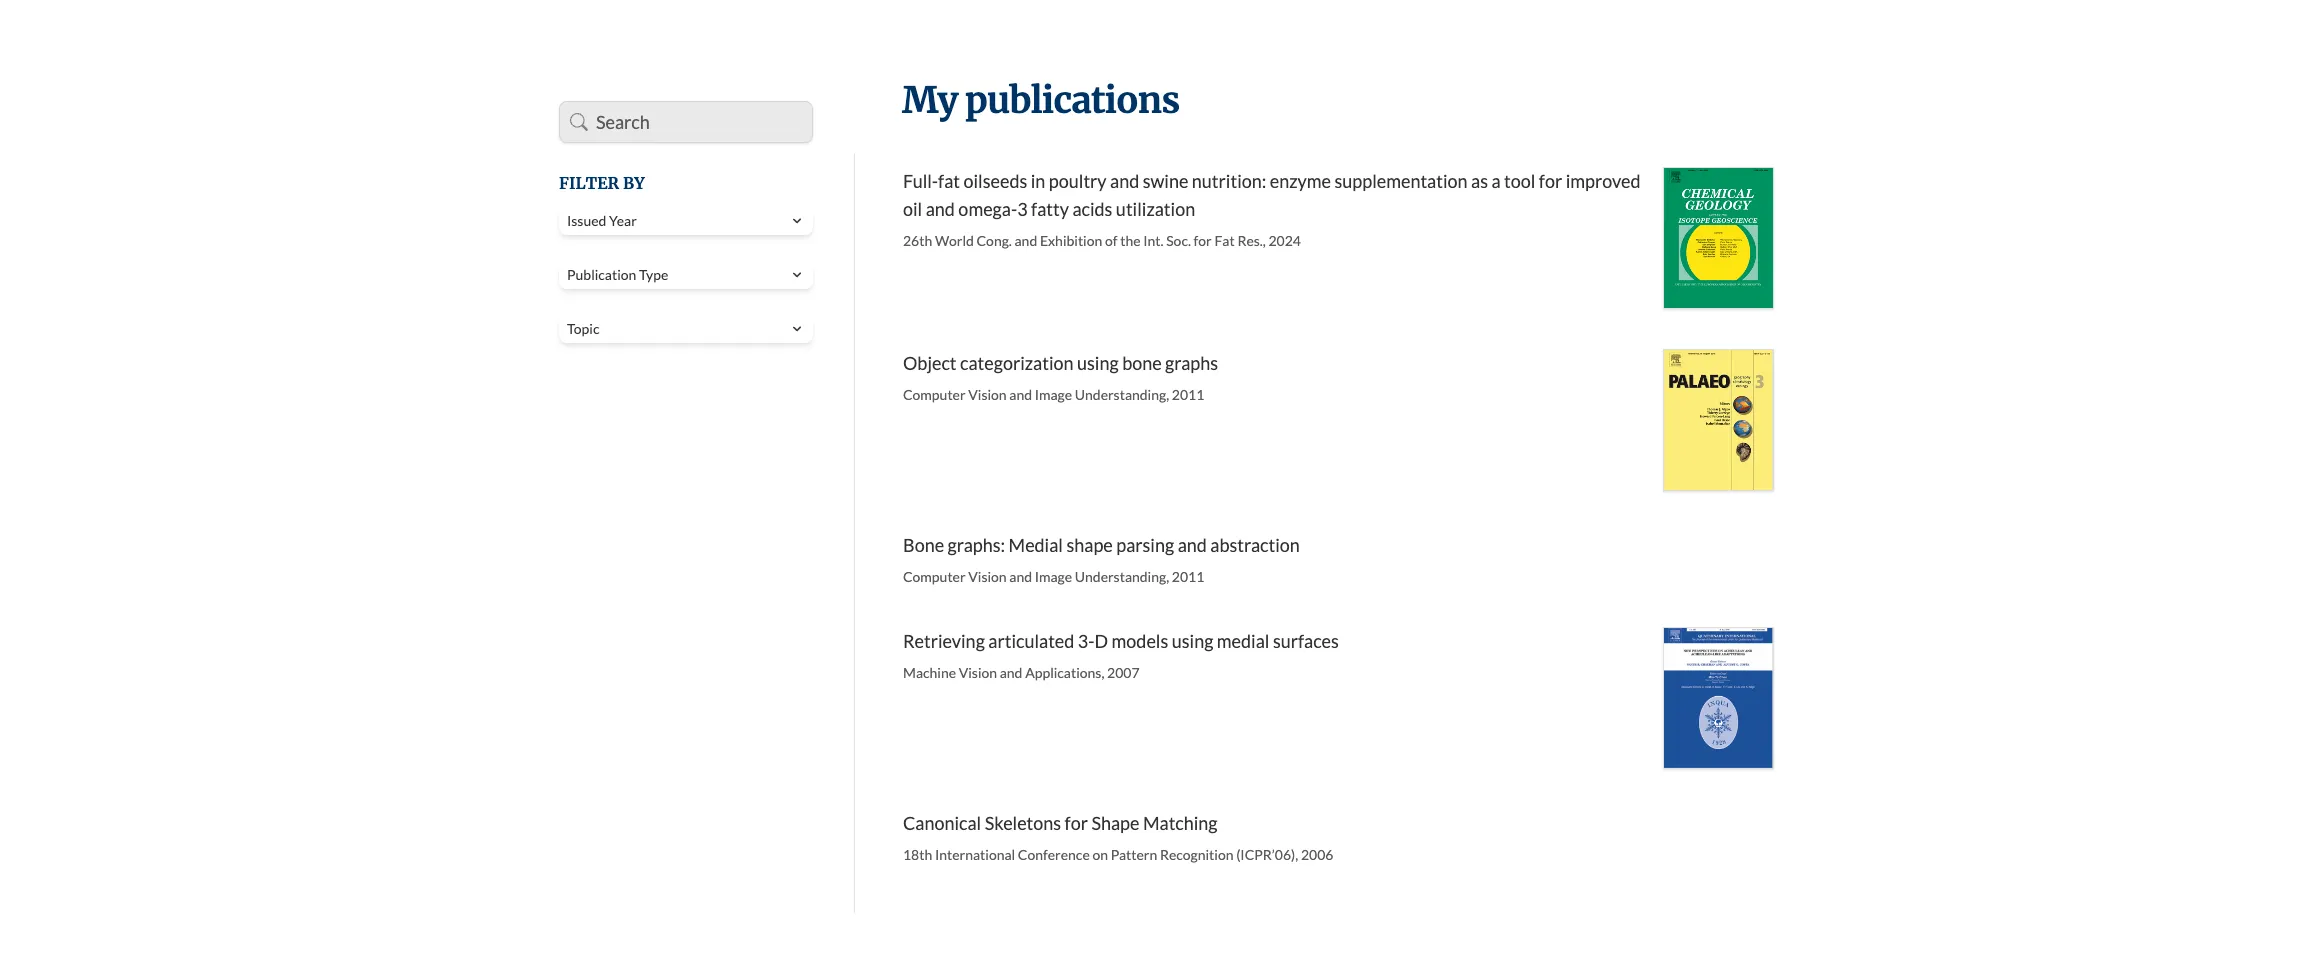 Search
FILTER BY
Issued Year
Publication Type
Topic
My publications
Full-fat oilseeds in poultry and swine nutrition: enzyme supplementation as a tool for improved
oil and omega-3 fatty acids utilization
26th World Cong. and Exhibition of the Int. Soc. for Fat Res., 2024
CHEMICAL
GEOLOGY
ISOTOPE GEOSCIENCE
Object categorization using bone graphs
Computer Vision and Image Understanding, 2011
PALAEO 3
Bone graphs: Medial shape parsing and abstraction
Computer Vision and Image Understanding, 2011
Retrieving articulated 3-D models using medial surfaces
Machine Vision and Applications, 2007
QUATERNARY INTERNATIONAL
INQUA
1928
Canonical Skeletons for Shape Matching
18th International Conference on Pattern Recognition (ICPR’06), 2006